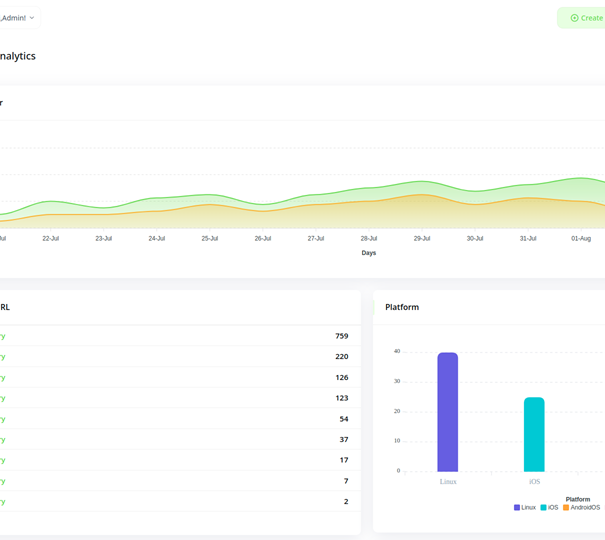 ,Admin!
Create
nalytics
r
22-Jul 23-Jul 24-Jul 25-Jul 26-Jul 27-Jul 28-Jul 29-Jul 30-Jul 31-Jul 01-Aug
Days
RL
y 759
y 220
y 126
y 123
y 54
y 37
y 17
y 7
y 2
Platform
40
30
20
10
0
Linux iOS
Platform
Linux iOS AndroidOS